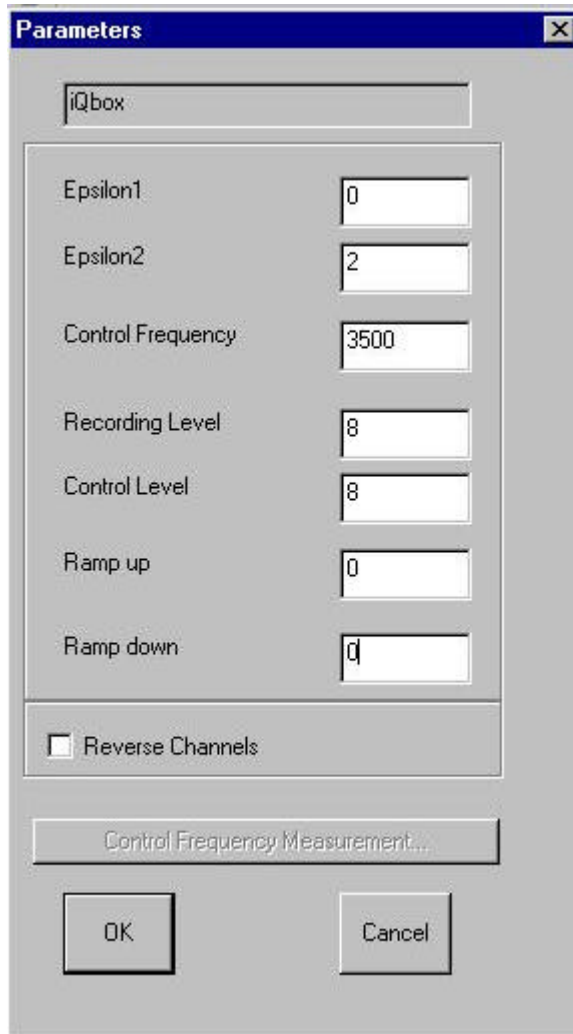 Parameters
iQbox
Epsilon1 0
Epsilon2 2
Control Frequency 3500
Recording Level 8
Control Level 8
Ramp up 0
Ramp down 0
Reverse Channels
Control Frequency Measurement...
OK Cancel